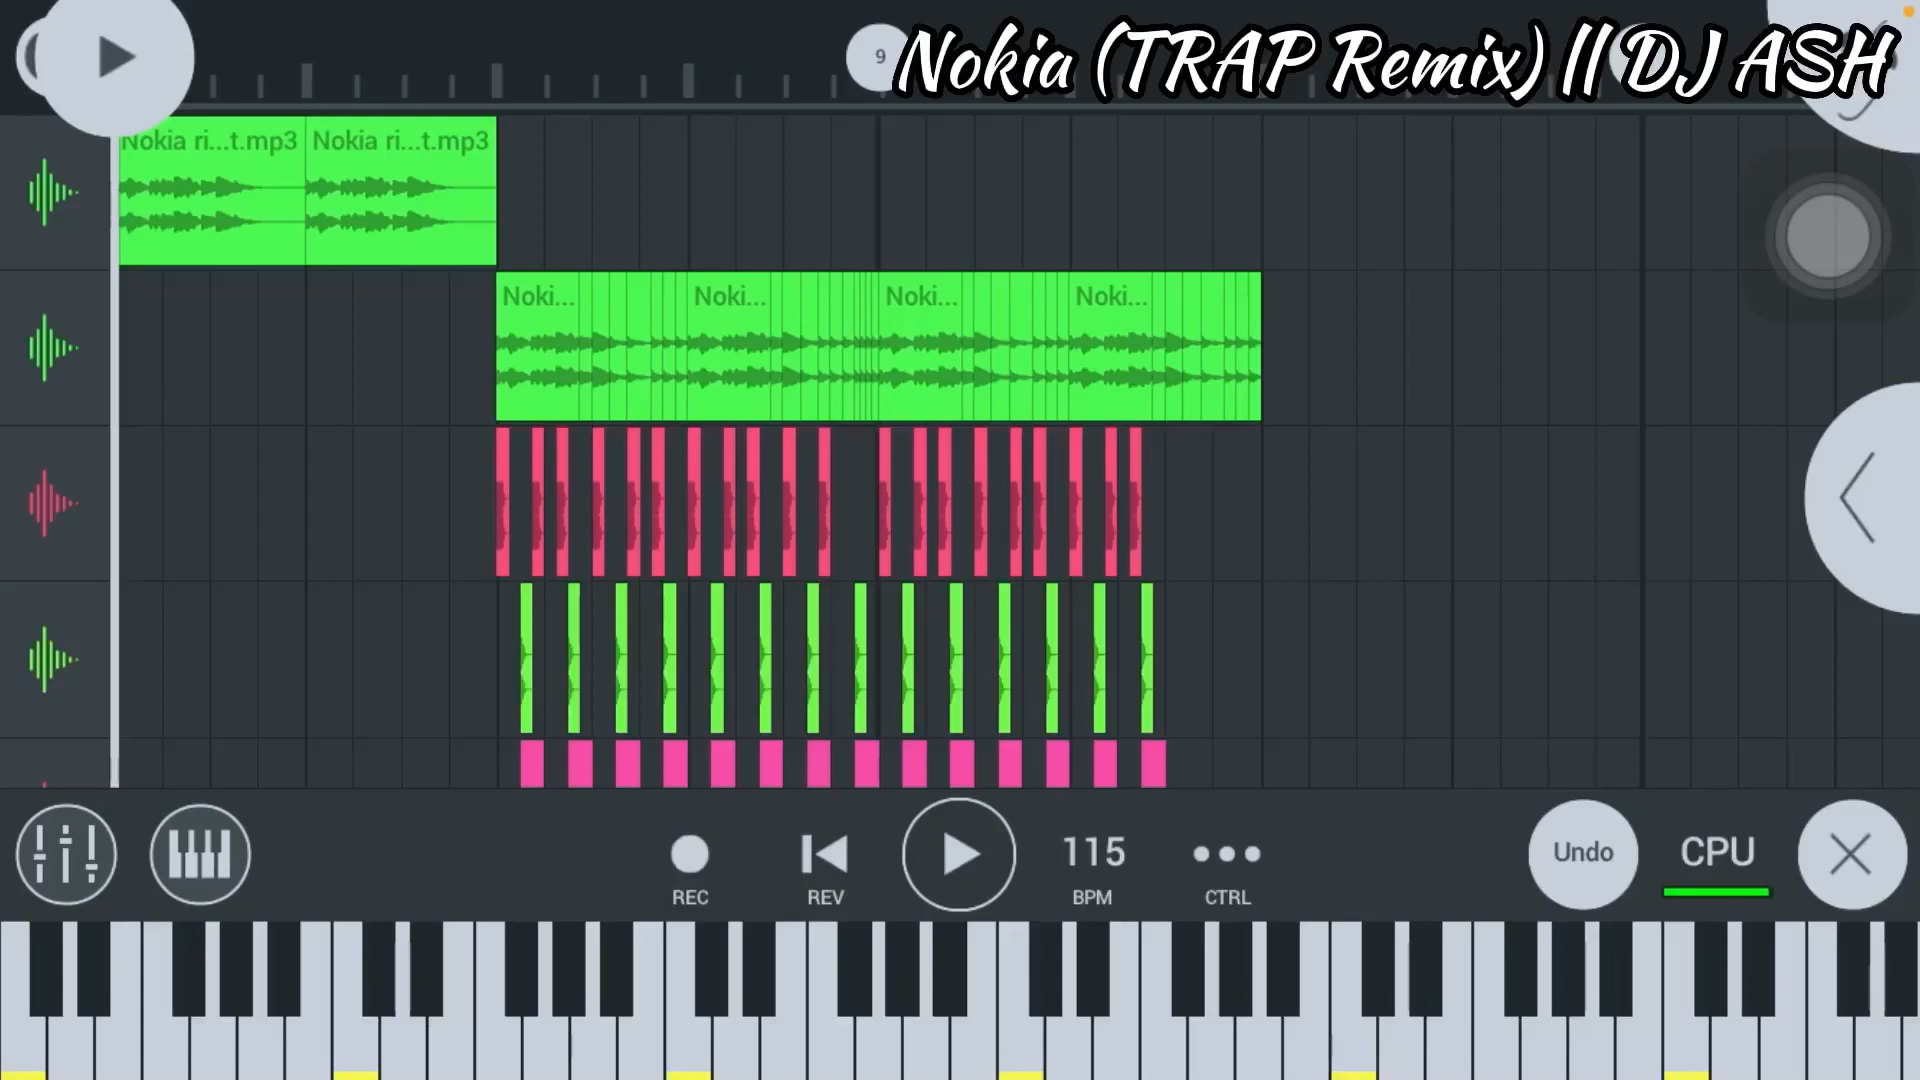 Nokia (TRAP Remix) || DJ ASH
9
Nokia ri...t.mp3 Nokia ri...t.mp3
Noki... Noki... Noki... Noki...
115 Undo CPU
REC REV BPM CTRL